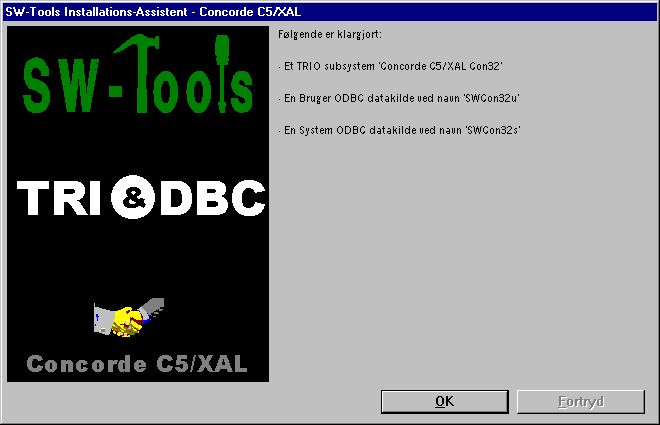 SW-Tools Installations-Assistent - Concorde C5/XAL
SW-Tools
TRI&ODBC
Concorde C5/XAL
Følgende er klargjort:
- Et TRIO subsystem 'Concorde C5/XAL Con32'
- En Bruger ODBC datakilde ved navn 'SWCon32u'
- En System ODBC datakilde ved navn 'SWCon32s'
OK
Fortryd